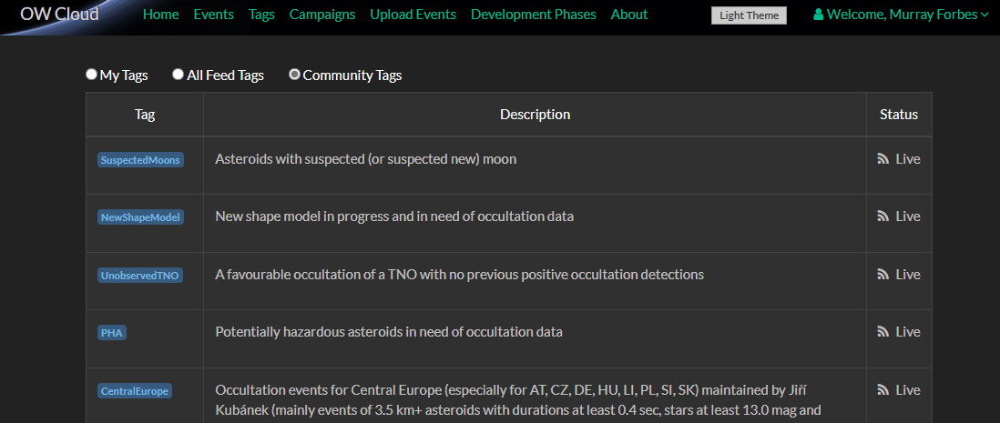 OW Cloud Home Events Tags Campaigns Upload Events Development Phases About Light Theme Welcome, Murray Forbes
My Tags All Feed Tags Community Tags
Tag Description Status
SuspectedMoons Asteroids with suspected (or suspected new) moon Live
NewShapeModel New shape model in progress and in need of occultation data Live
UnobservedTNO A favourable occultation of a TNO with no previous positive occultation detections Live
PHA Potentially hazardous asteroids in need of occultation data Live
CentralEurope Occultation events for Central Europe (especially for AT, CZ, DE, HU, LI, PL, SI, SK) maintained by Jiří Live
Kubánek (mainly events of 3.5 km+ asteroids with durations at least 0.4 sec, stars at least 13.0 mag and